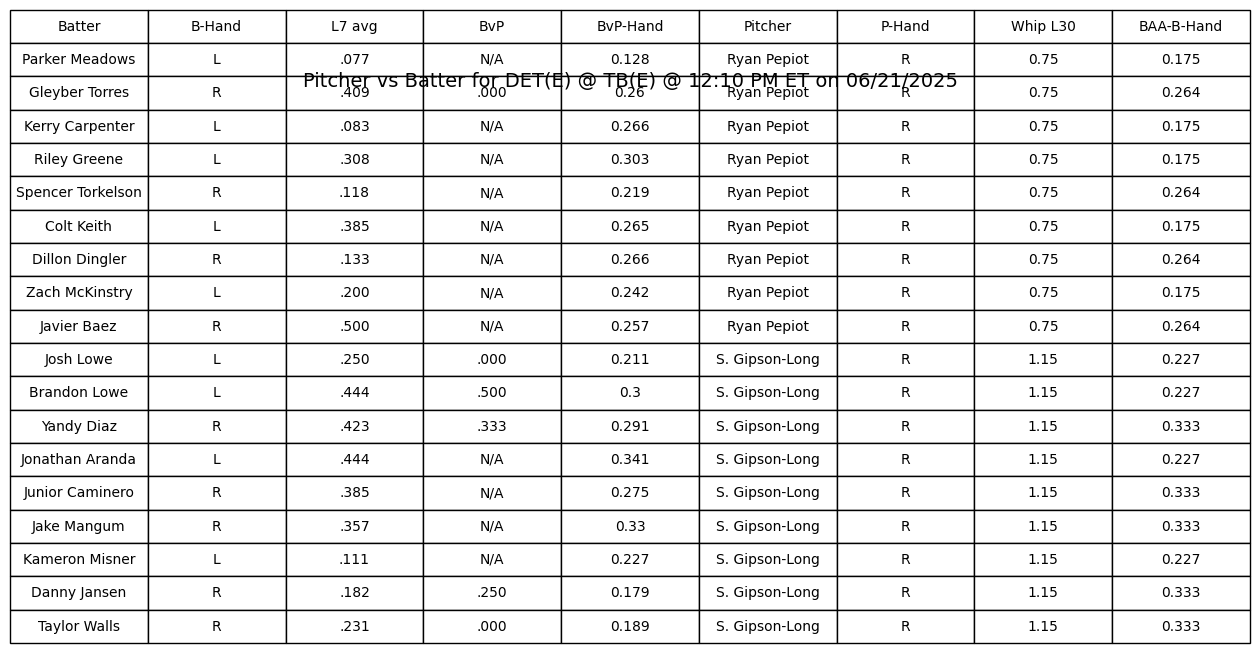 Batter B-Hand L7 avg BvP BvP-Hand Pitcher P-Hand Whip L30 BAA-B-Hand
Parker Meadows L .077 N/A 0.128 Ryan Pepiot R 0.75 0.175
Pitcher vs Batter for DET(E) @ TB(E) @ 12:10 PM ET on 06/21/2025
Gleyber Torres R .409 .000 0.26 Ryan Pepiot R 0.75 0.264
Kerry Carpenter L .083 N/A 0.266 Ryan Pepiot R 0.75 0.175
Riley Greene L .308 N/A 0.303 Ryan Pepiot R 0.75 0.175
Spencer Torkelson R .118 N/A 0.219 Ryan Pepiot R 0.75 0.264
Colt Keith L .385 N/A 0.265 Ryan Pepiot R 0.75 0.175
Dillon Dingler R .133 N/A 0.266 Ryan Pepiot R 0.75 0.264
Zach McKinstry L .200 N/A 0.242 Ryan Pepiot R 0.75 0.175
Javier Baez R .500 N/A 0.257 Ryan Pepiot R 0.75 0.264
Josh Lowe L .250 .000 0.211 S. Gipson-Long R 1.15 0.227
Brandon Lowe L .444 .500 0.3 S. Gipson-Long R 1.15 0.227
Yandy Diaz R .423 .333 0.291 S. Gipson-Long R 1.15 0.333
Jonathan Aranda L .444 N/A 0.341 S. Gipson-Long R 1.15 0.227
Junior Caminero R .385 N/A 0.275 S. Gipson-Long R 1.15 0.333
Jake Mangum R .357 N/A 0.33 S. Gipson-Long R 1.15 0.333
Kameron Misner L .111 N/A 0.227 S. Gipson-Long R 1.15 0.227
Danny Jansen R .182 .250 0.179 S. Gipson-Long R 1.15 0.333
Taylor Walls R .231 .000 0.189 S. Gipson-Long R 1.15 0.333